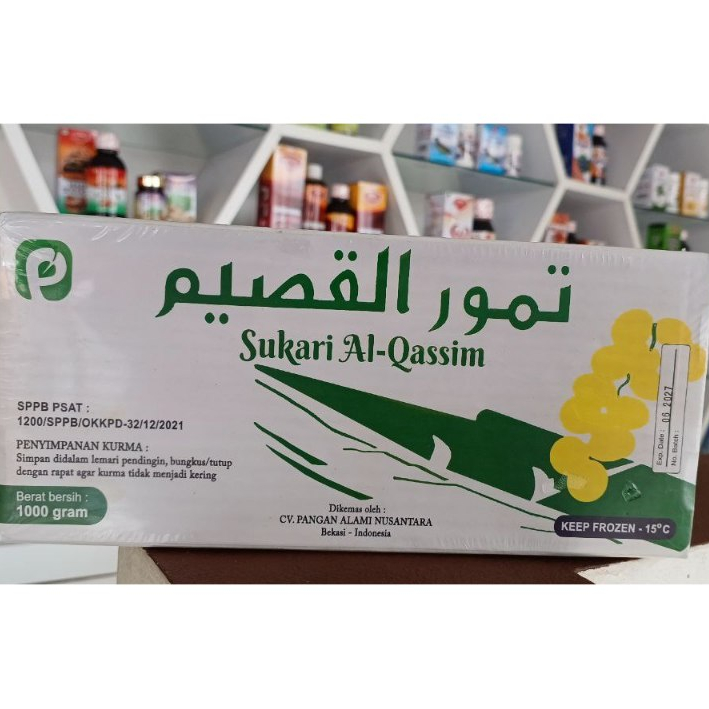 تمور القصيم
Sukari Al-Qassim
SPPB PSAT :
1200/SPPB/OKKPD-32/12/2021
PENYIMPANAN KURMA :
Simpan didalam lemari pendingin, bungkus/tutup
dengan rapat agar kurma tidak menjadi kering
Berat bersih :
1000 gram
Dikemas oleh :
CV. PANGAN ALAMI NUSANTARA
Bekasi - Indonesia
Exp. Date : 06 2027
No. Batch :
KEEP FROZEN - 15°C